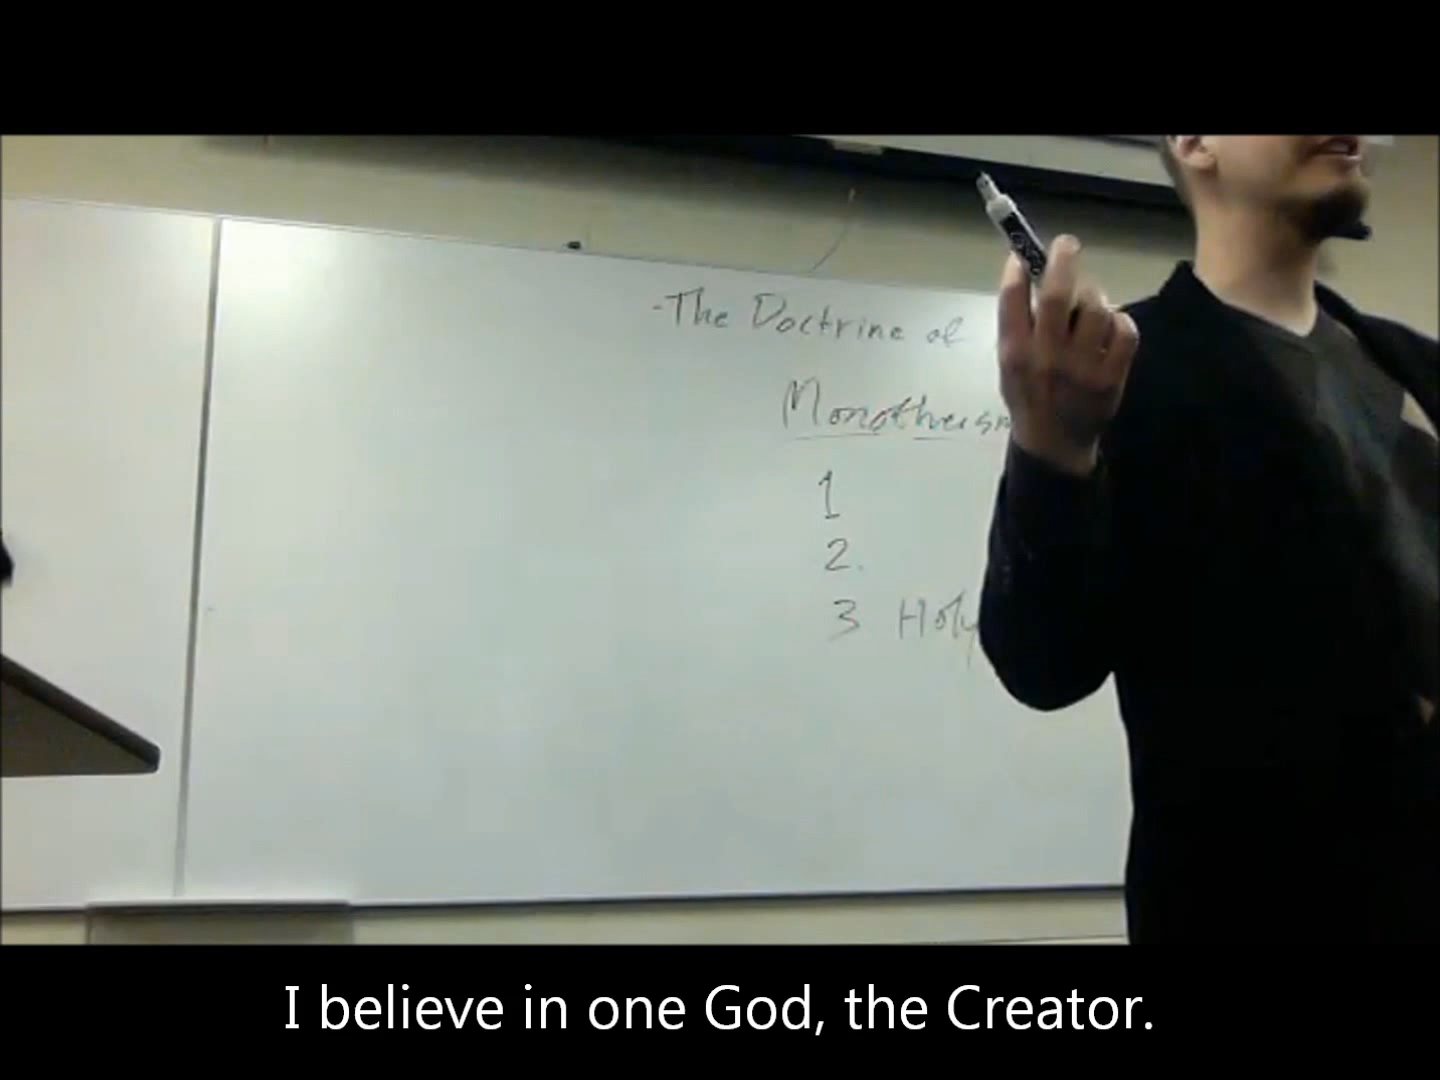 -The Doctrine of
Monotheism
1
2.
3 Holy
I believe in one God, the Creator.